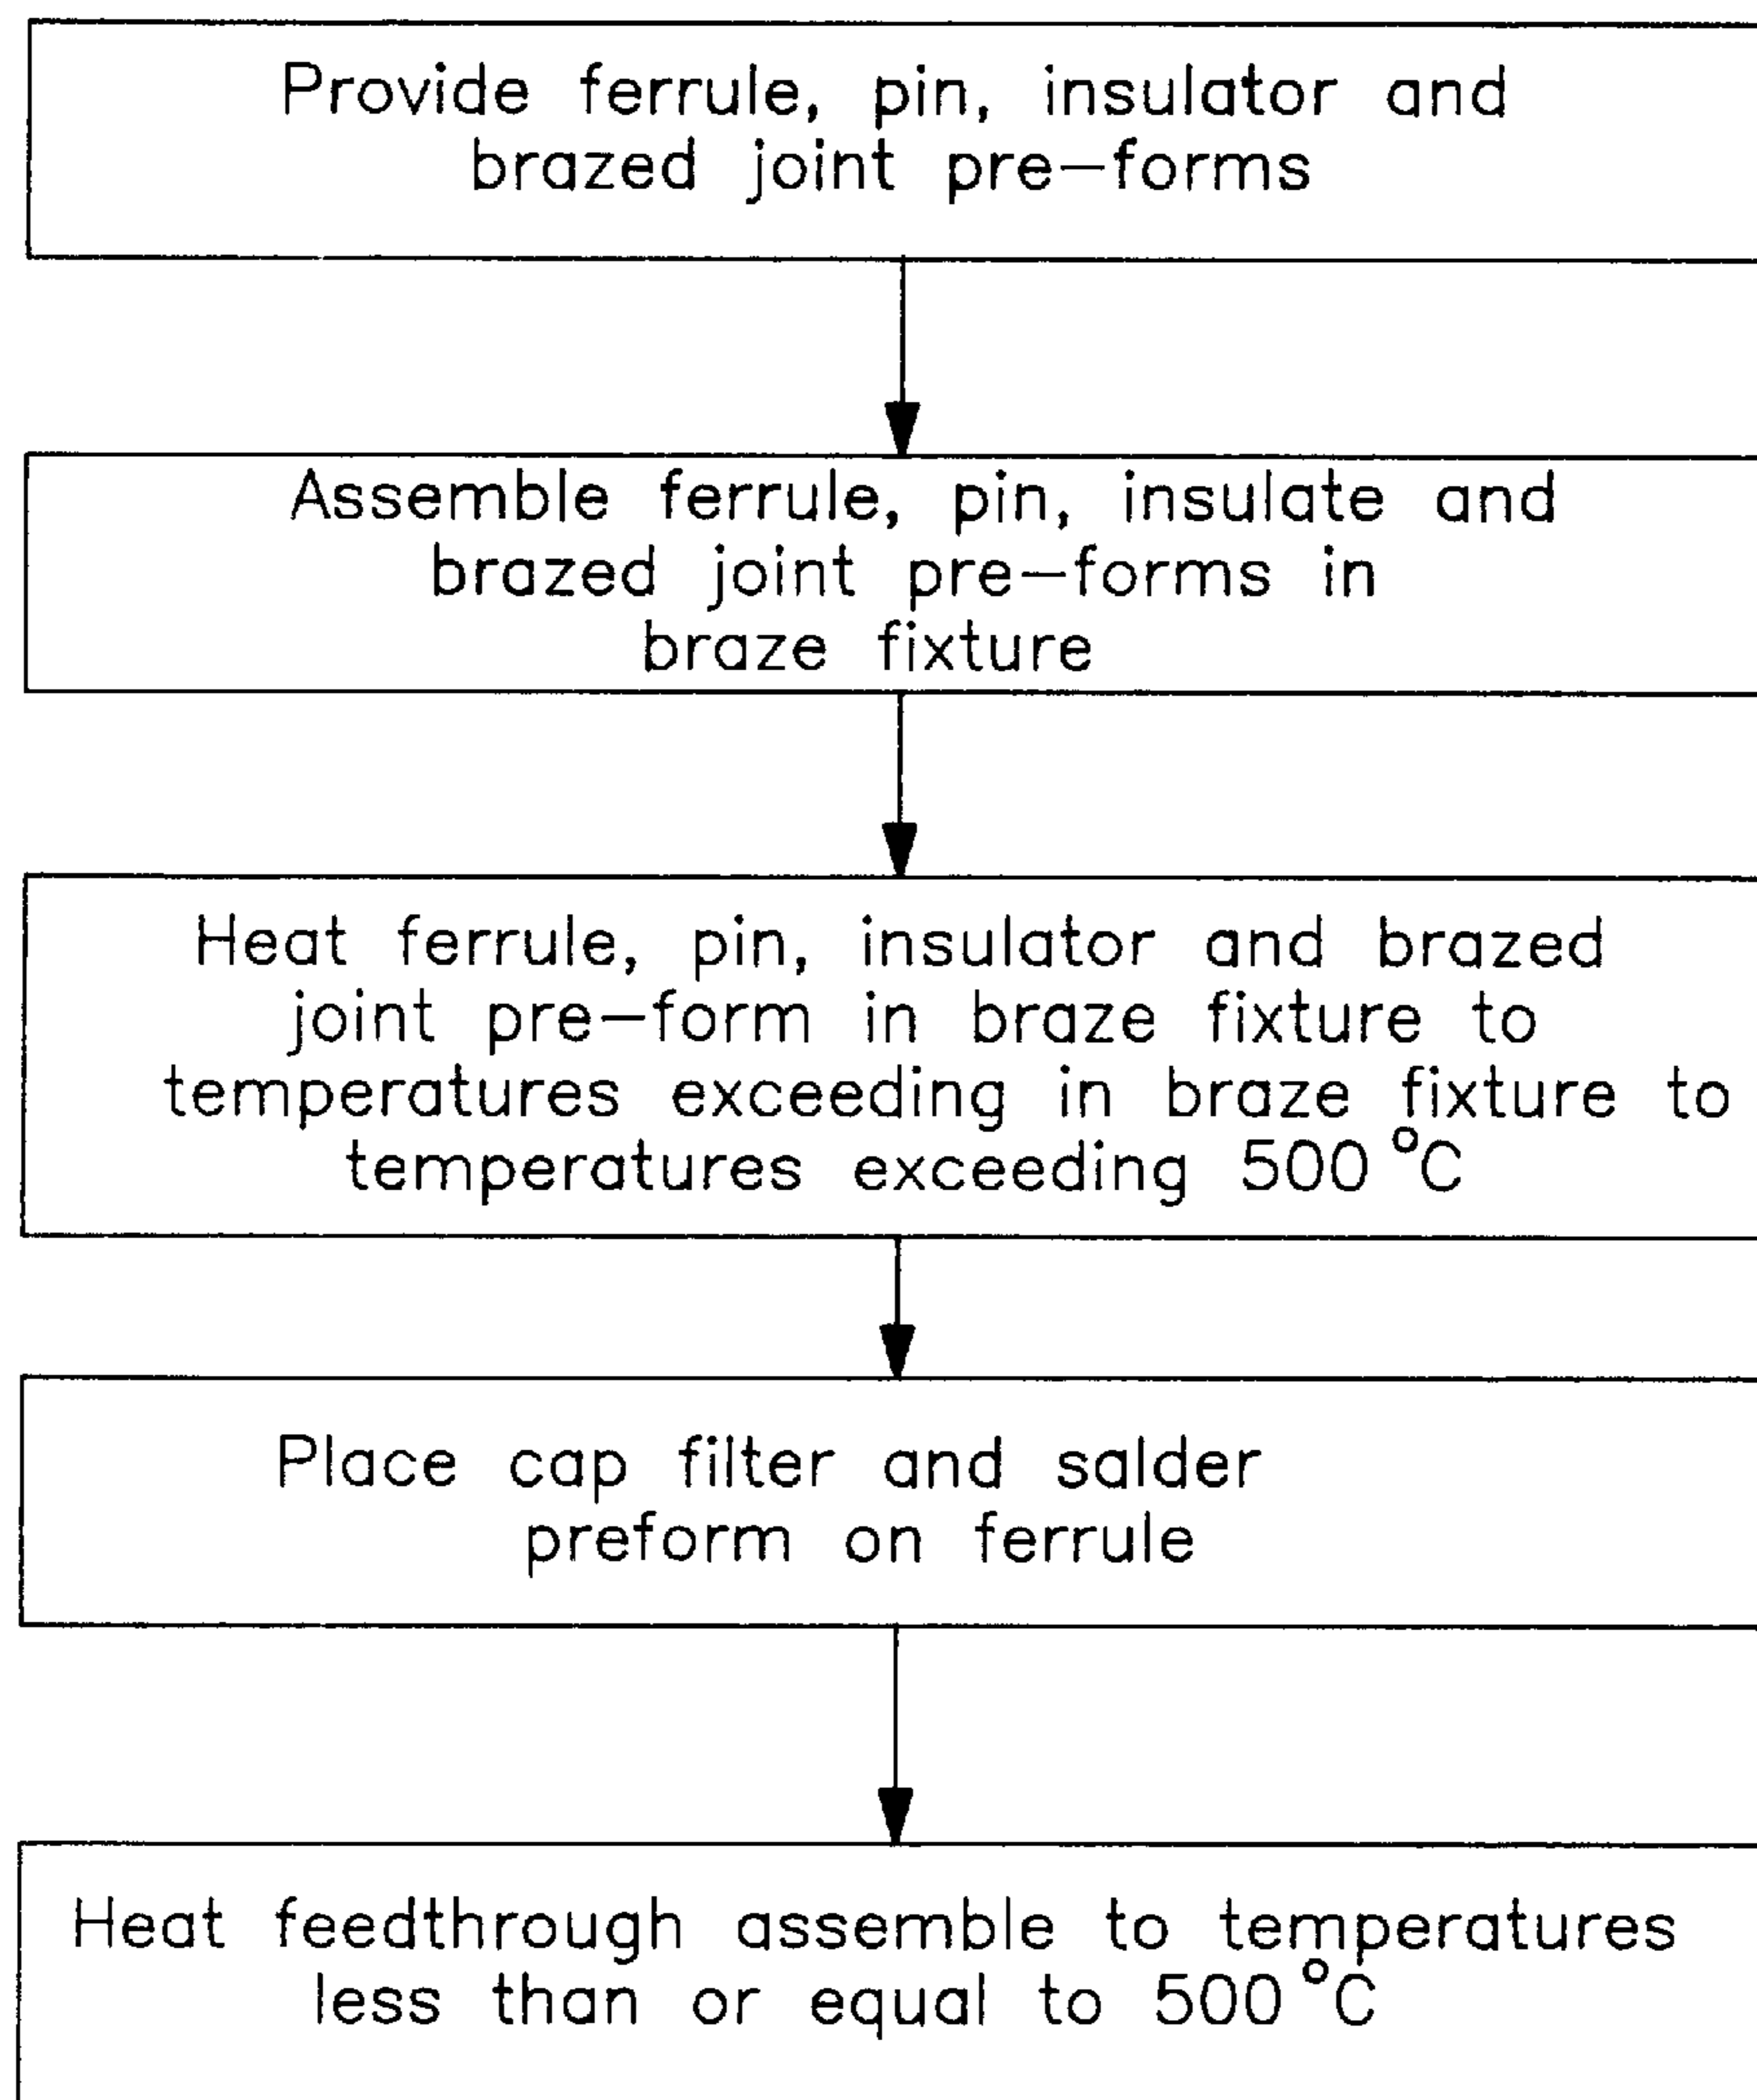 Provide ferrule, pin, insulator and
brazed joint pre-forms
Assemble ferrule, pin, insulate and
brazed joint pre-forms in
braze fixture
Heat ferrule, pin, insulator and brazed
joint pre-form in braze fixture to
temperatures exceeding in braze fixture to
temperatures exceeding 500 °C
Place cap filter and salder
preform on ferrule
Heat feedthrough assemble to temperatures
less than or equal to 500 °C